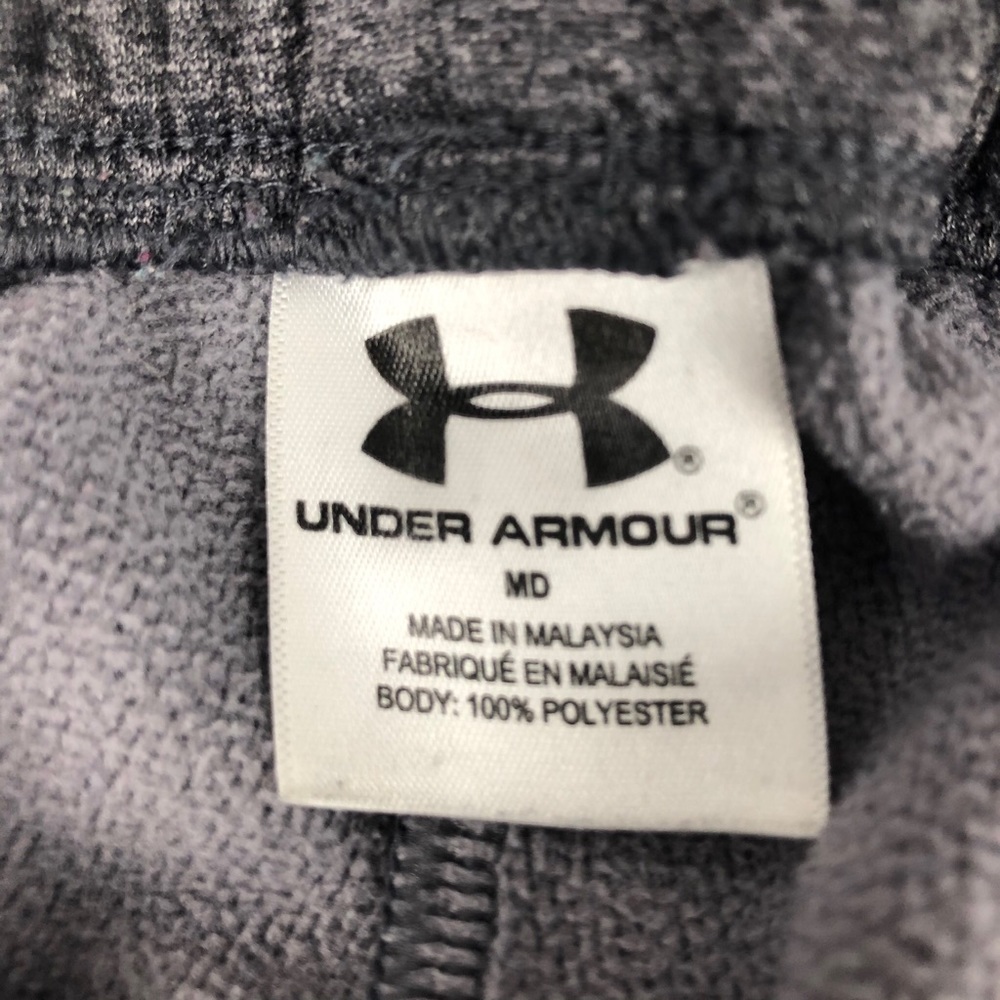 ®
UNDER ARMOUR®
MD
MADE IN MALAYSIA
FABRIQUÉ EN MALAISIÉ
BODY: 100% POLYESTER